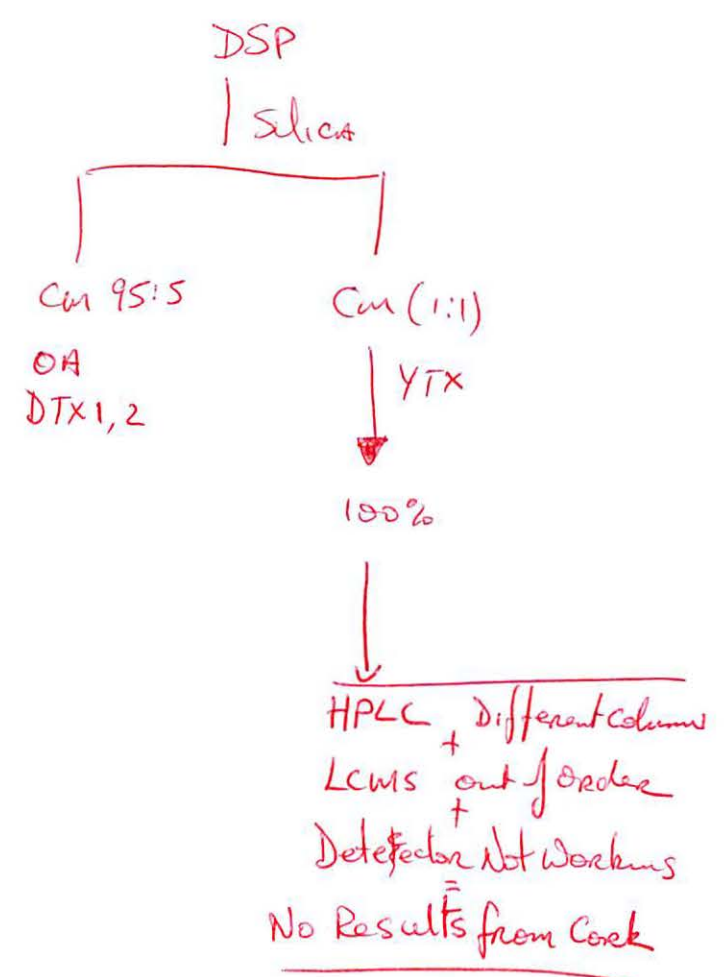 DSP
Silica
Cm 95:5 Cm (1:1)
OA
DTX1,2
YTX
100%
HPLC + Different Columns
LCMS out of Order
+
Detector Not Working
=
No Results from Cork